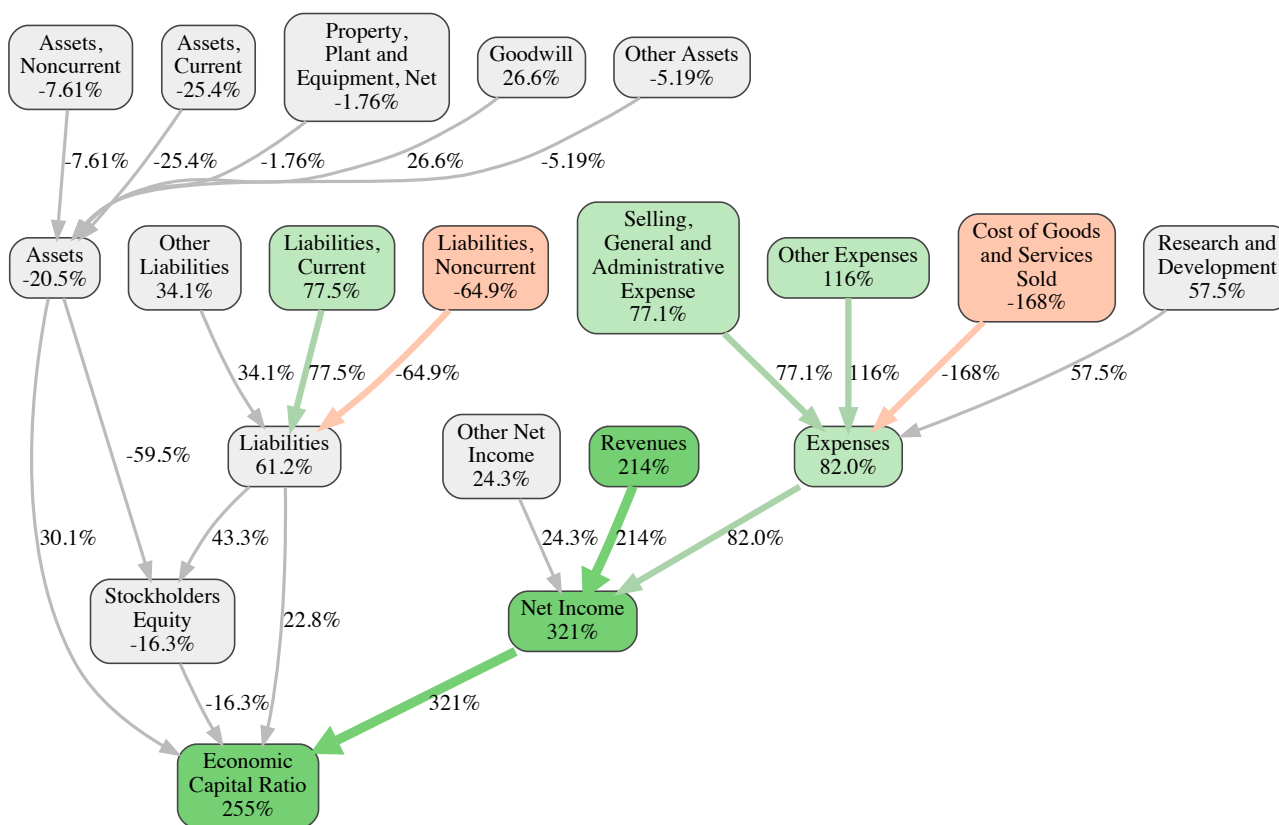 Assets,
Noncurrent
-7.61%
Assets,
Current
-25.4%
Property,
Plant and
Equipment, Net
-1.76%
Goodwill
26.6%
Other Assets
-5.19%
-7.61%
-25.4%
-1.76%
26.6%
-5.19%
Assets
-20.5%
Other
Liabilities
34.1%
Liabilities,
Current
77.5%
Liabilities,
Noncurrent
-64.9%
Selling,
General and
Administrative
Expense
77.1%
Other Expenses
116%
Cost of Goods
and Services
Sold
-168%
Research and
Development
57.5%
34.1%
77.5%
-64.9%
77.1%
116%
-168%
57.5%
-59.5%
Liabilities
61.2%
Other Net
Income
24.3%
Revenues
214%
Expenses
82.0%
30.1%
43.3%
24.3%
214%
82.0%
Stockholders
Equity
-16.3%
22.8%
Net Income
321%
-16.3%
321%
Economic
Capital Ratio
255%